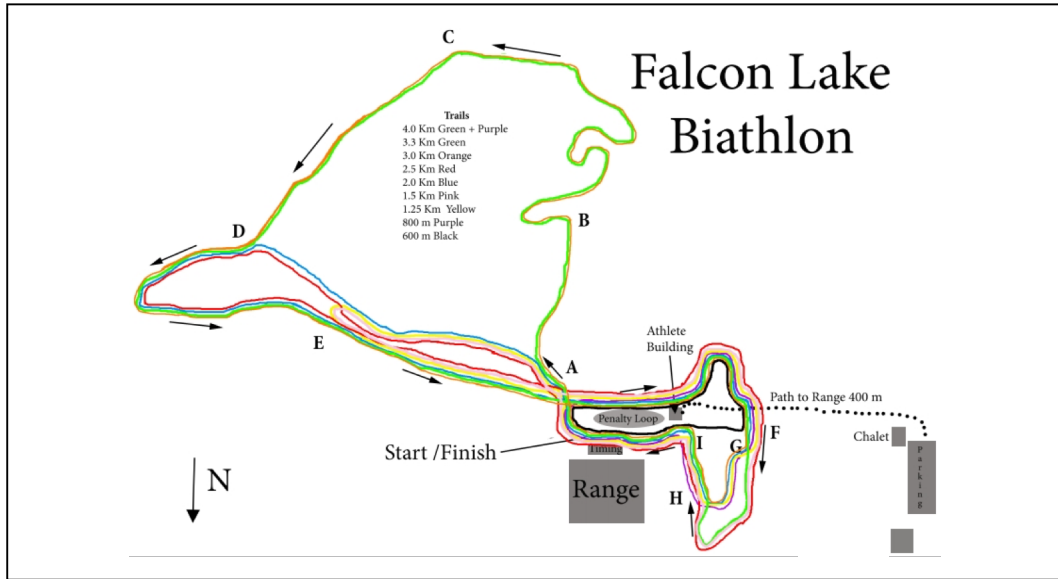 Falcon Lake
Biathlon
C
Trails
4.0 Km Green + Purple
3.3 Km Green
3.0 Km Orange
2.5 Km Red
2.0 Km Blue
1.5 Km Pink
1.25 Km Yellow
800 m Purple
600 m Black
B
D
E
A
Athlete
Building
Path to Range 400 m
Penalty Loop
F
Chalet
Parking
Start /Finish
Timing
I
G
Range
H
N